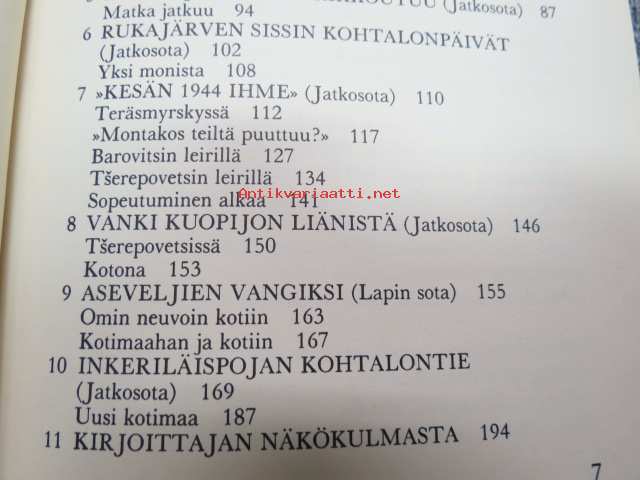 (Jatkosota) 87
Matka jatkuu 94
6 RUKAJÄRVEN SISSIN KOHTALONPÄIVÄT
(Jatkosota) 102
Yksi monista 108
7 »KESÄN 1944 IHME» (Jatkosota) 110
Teräsmyrskyssä 112
»Montakos teiltä puuttuu?» 117
Barovitsin leirillä 127
Tšerepovetsin leirillä 134
Antikvariaatti.net
Sopeutuminen alkaa 141
8 VANKI KUOPIJON LIÄNISTÄ (Jatkosota) 146
Tšerepovetsissä 150
Kotona 153
9 ASEVELJIEN VANGIKSI (Lapin sota) 155
Omin neuvoin kotiin 163
Kotimaahan ja kotiin 167
10 INKERILÄISPOJAN KOHTALONTIE
(Jatkosota) 169
Uusi kotimaa 187
11 KIRJOITTAJAN NÄKÖKULMASTA 194
7